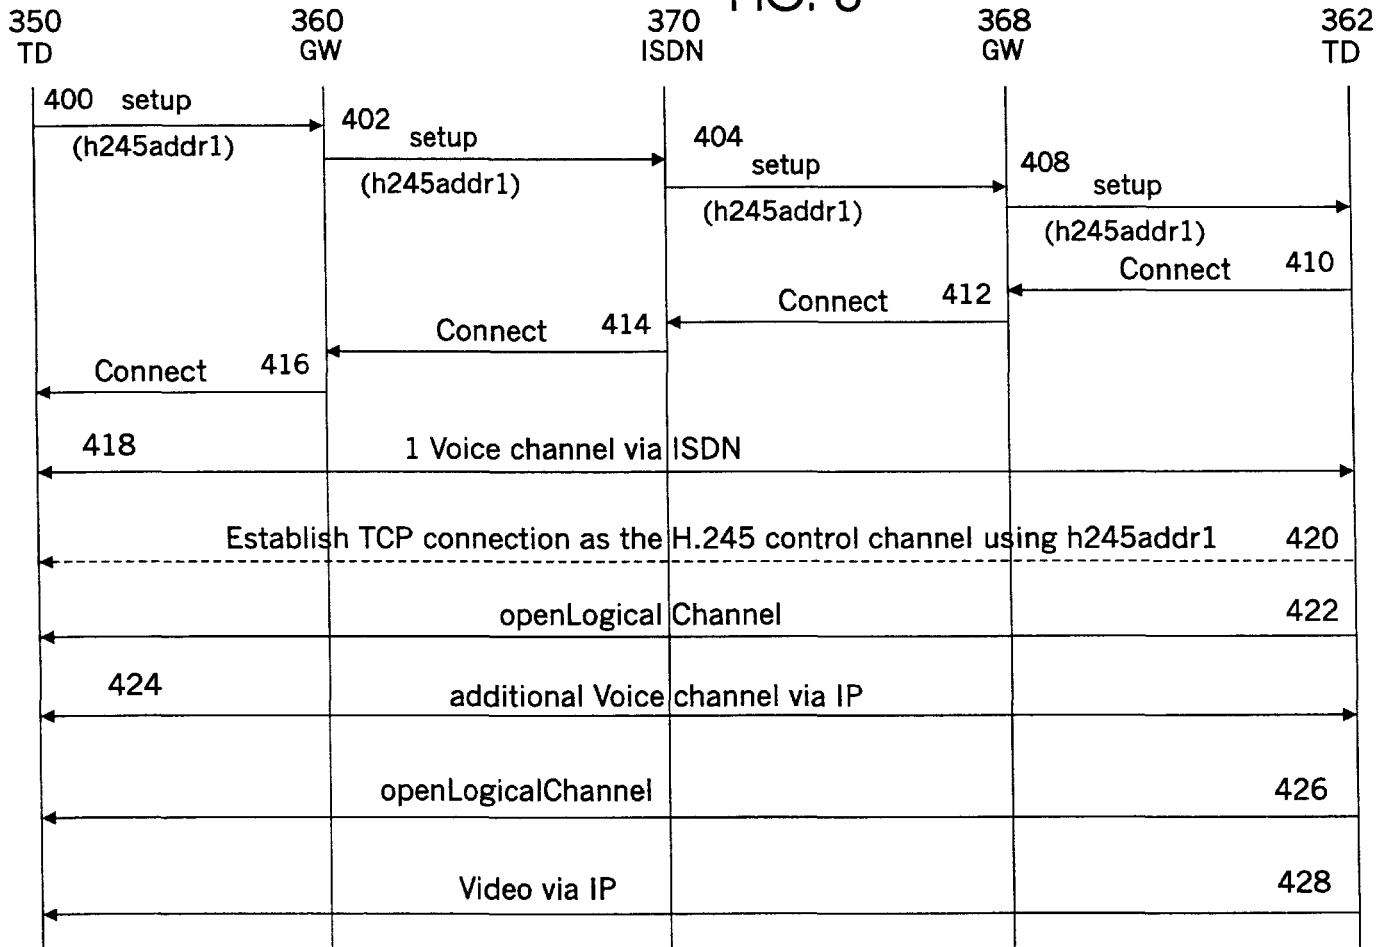 350 360 370 368 362
TD GW ISDN GW TD
400 setup
(h245addr1)
402 setup
(h245addr1)
404 setup
(h245addr1)
408 setup
(h245addr1)
Connect 410
Connect 412
Connect 414
Connect 416
418 1 Voice channel via ISDN
Establish TCP connection as the H.245 control channel using h245addr1 420
openLogical Channel 422
424 additional Voice channel via IP
openLogicalChannel 426
Video via IP 428